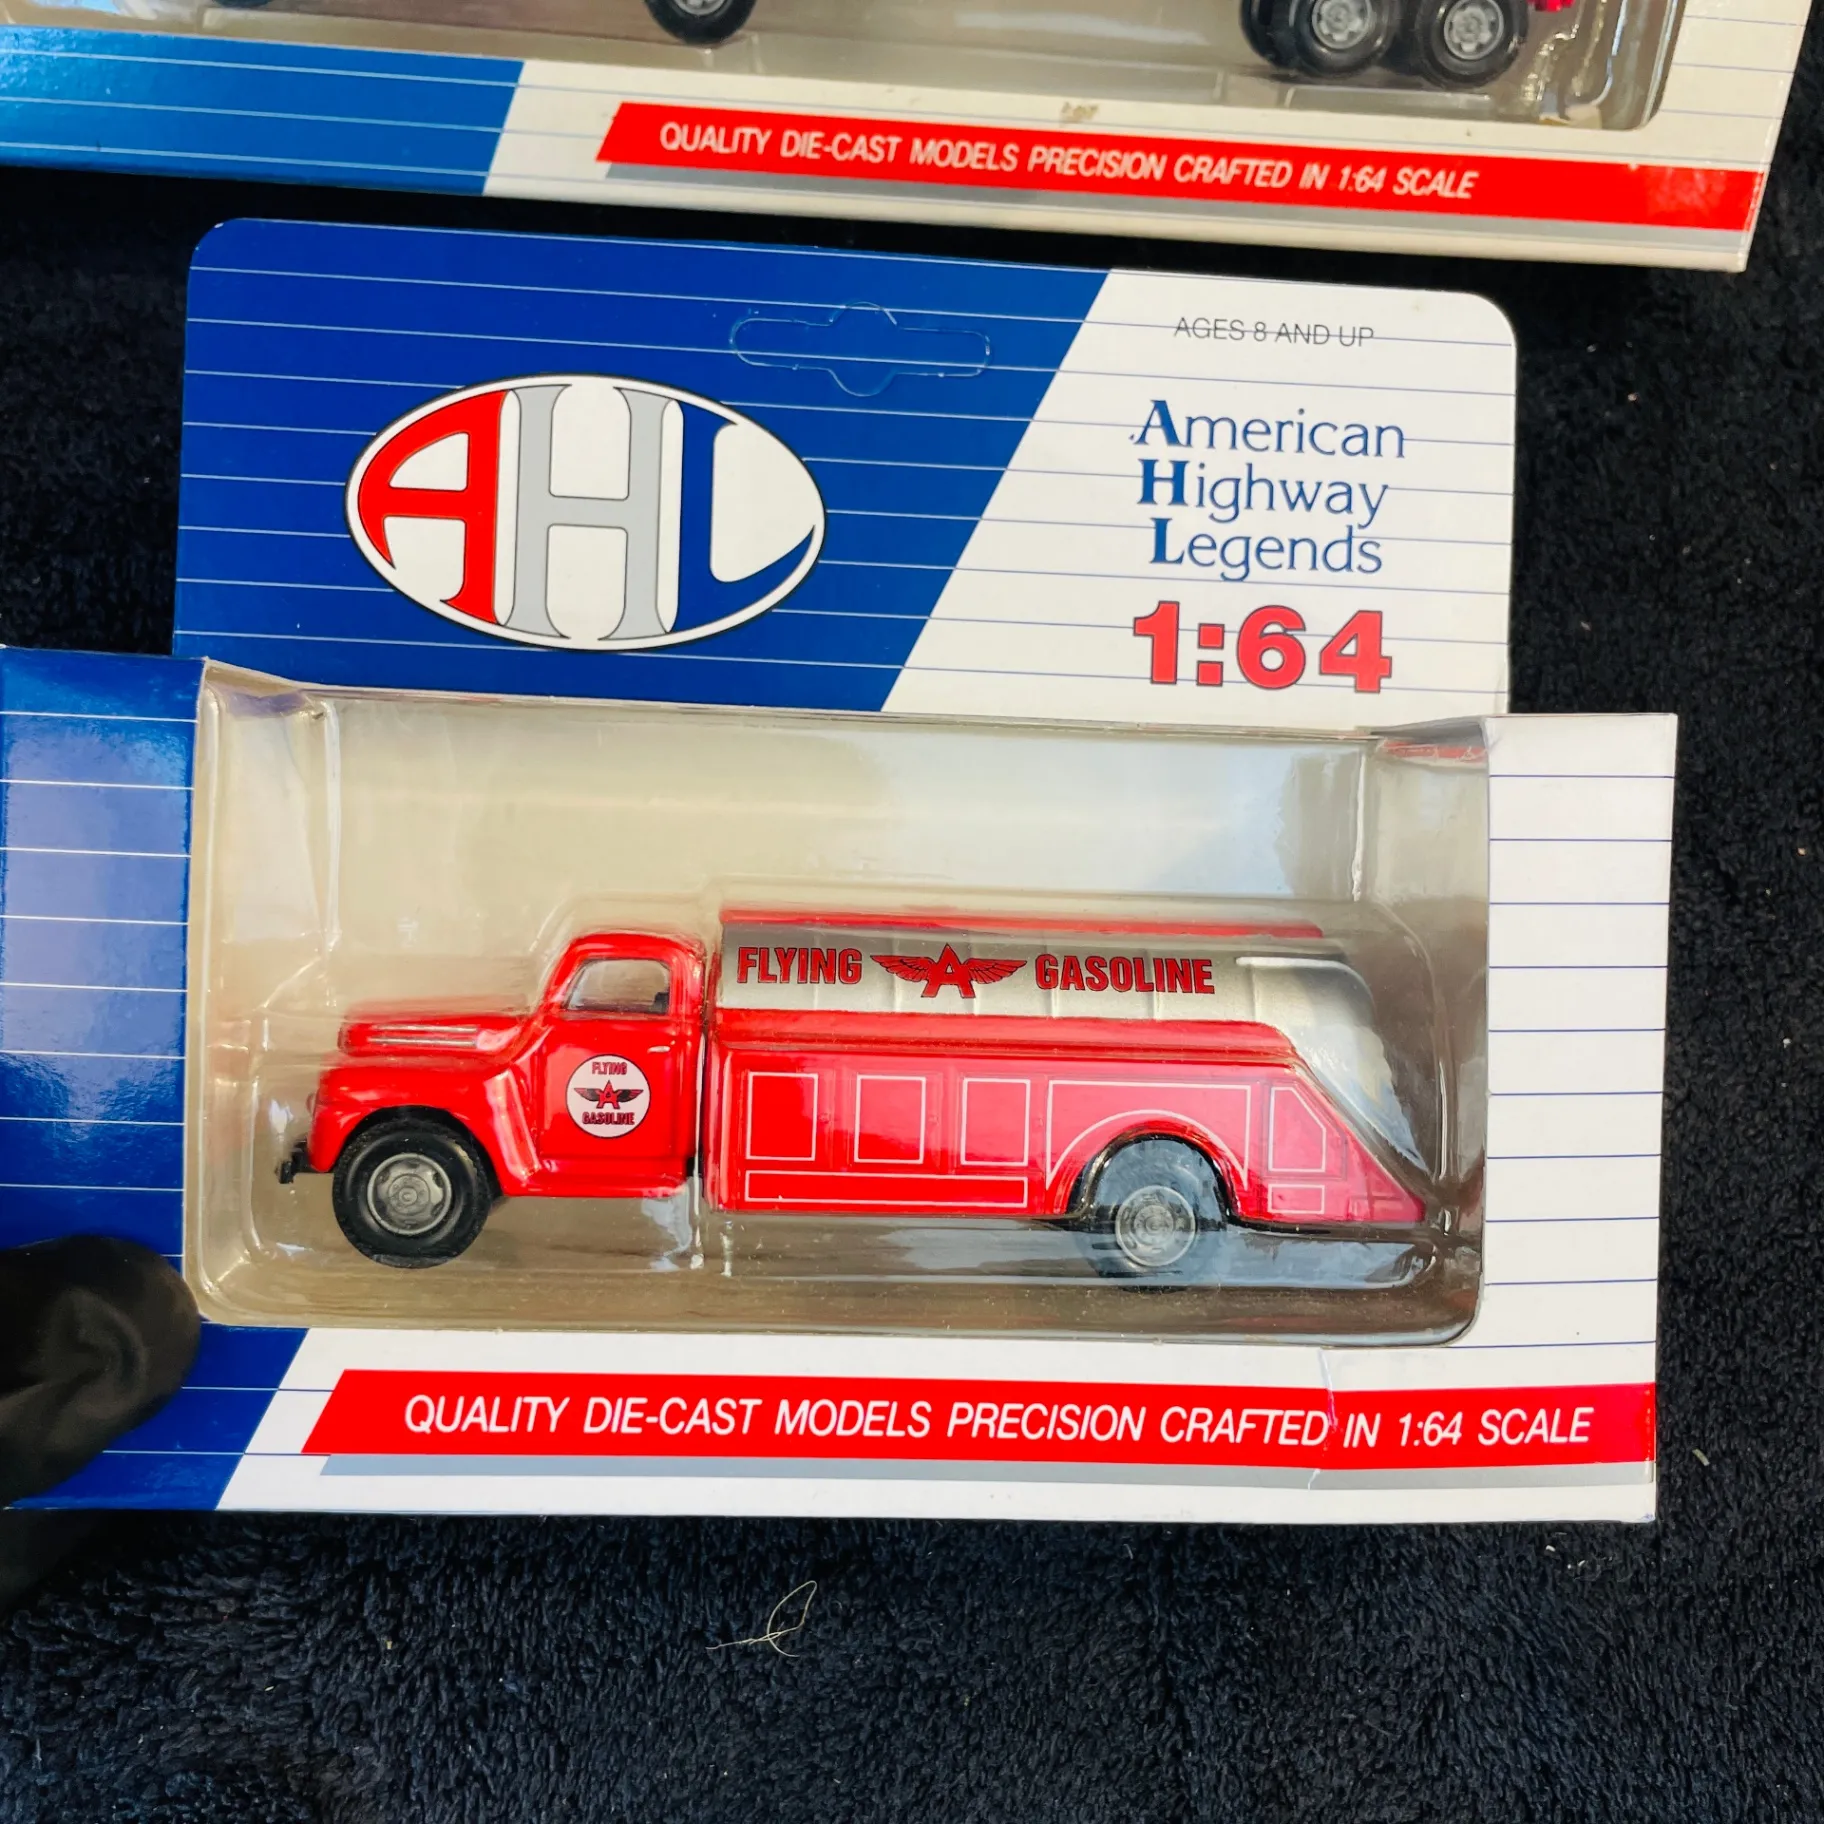 QUALITY DIE-CAST MODELS PRECISION CRAFTED IN 1:64 SCALE
AGES 8 AND UP
AHL
American
Highway
Legends
1:64
FLYING A GASOLINE
FLYING
A
GASOLINE
QUALITY DIE-CAST MODELS PRECISION CRAFTED IN 1:64 SCALE